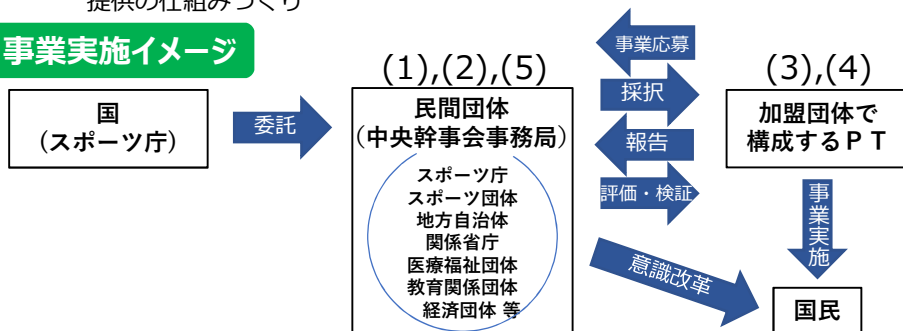 提供の仕組みづくり
事業実施イメージ
国
(スポーツ庁)
委託
(1),(2),(5)
民間団体
(中央幹事会事務局)
スポーツ庁
スポーツ団体
地方自治体
関係省庁
医療福祉団体
教育関係団体
経済団体 等
事業応募
採択
報告
評価・検証
意識改革
(3),(4)
加盟団体で
構成するＰＴ
事業実施
国民